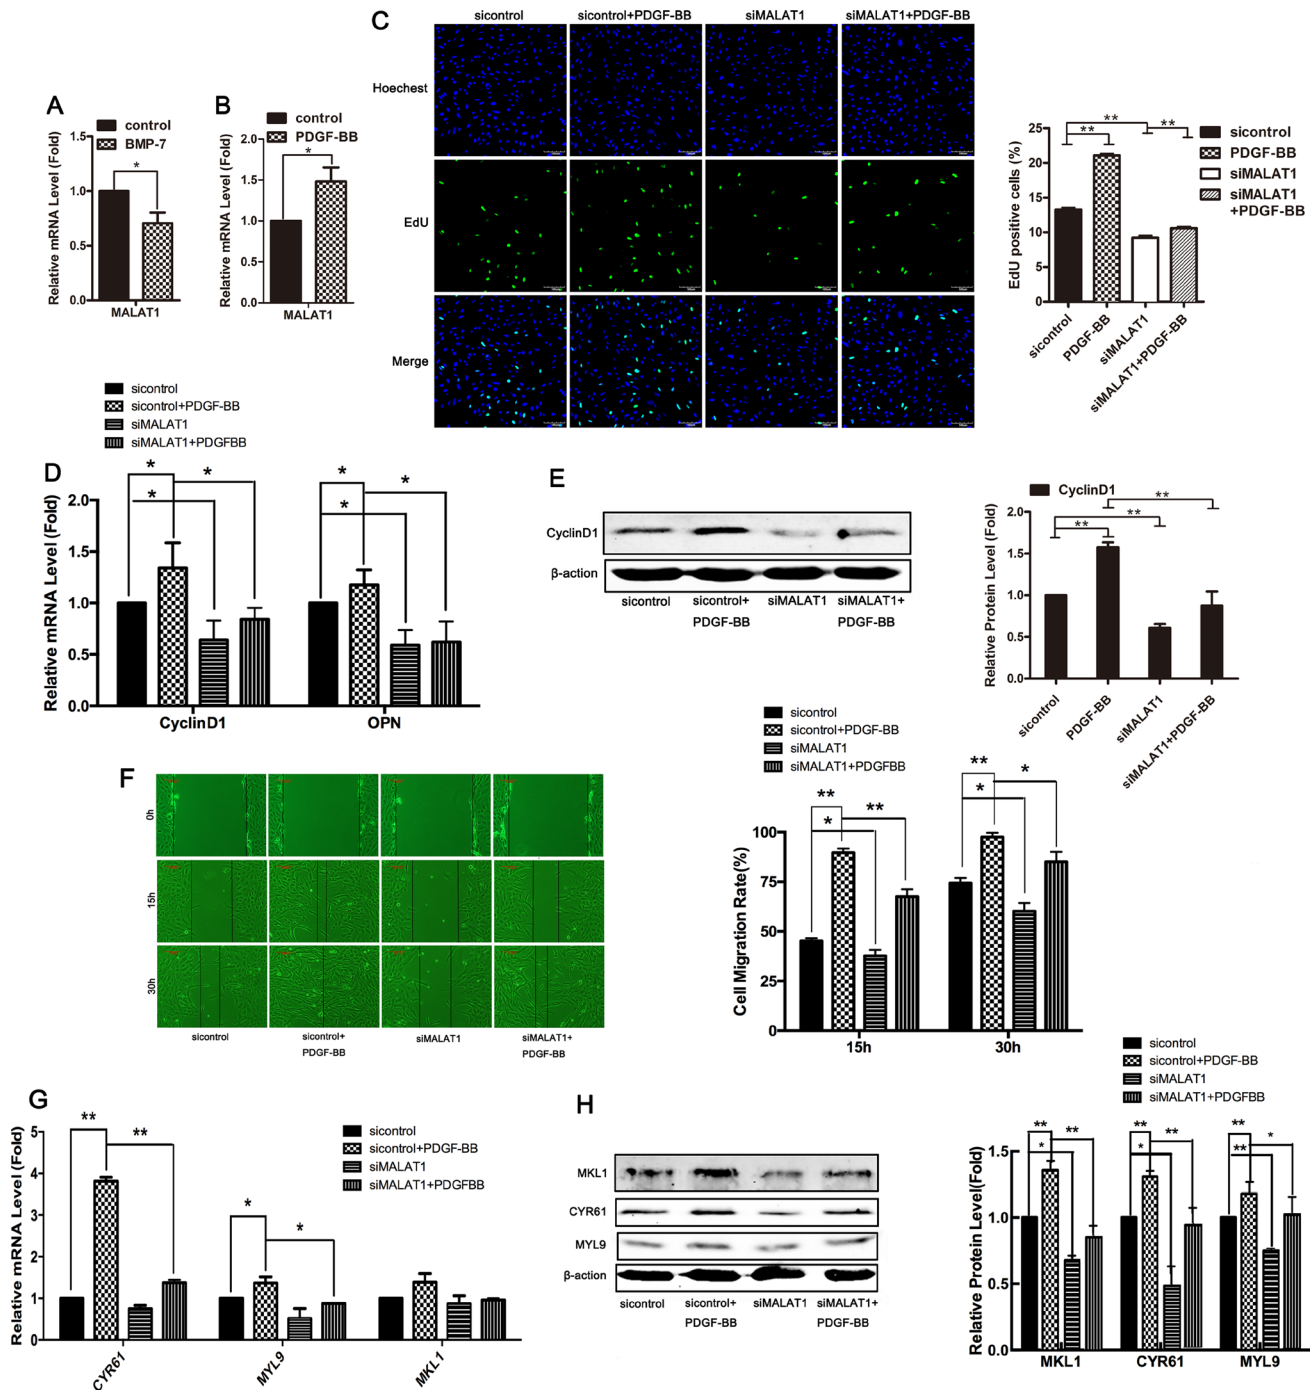 A
control
BMP-7
Relative mRNA Level (Fold)
1.5
1.0
0.5
0.0
*
MALAT1
B
control
PDGF-BB
Relative mRNA Level (Fold)
2.0
1.5
1.0
0.5
0.0
*
MALAT1
C
sicontrol
sicontrol+PDGF-BB
siMALAT1
siMALAT1+PDGF-BB
Hoechest
EdU
Merge
EdU positive cells (%)
25
20
15
10
5
0
**
**
**
sicontrol
PDGF-BB
siMALAT1
siMALAT1+PDGF-BB
sicontrol
PDGF-BB
siMALAT1
siMALAT1
+PDGF-BB
sicontrol
sicontrol+PDGF-BB
siMALAT1
siMALAT1+PDGFBB
D
Relative mRNA Level (Fold)
2.0
1.5
1.0
0.5
0.0
*
*
*
*
*
*
CyclinD1
OPN
E
CyclinD1
β-action
sicontrol
sicontrol+
PDGF-BB
siMALAT1
siMALAT1+
PDGF-BB
CyclinD1
Relative Protein Level (Fold)
2.0
1.5
1.0
0.5
0.0
**
**
**
sicontrol
PDGF-BB
siMALAT1
siMALAT1+PDGF-BB
F
0h
15h
30h
sicontrol
sicontrol+
PDGF-BB
siMALAT1
siMALAT1+
PDGF-BB
sicontrol
sicontrol+PDGF-BB
siMALAT1
siMALAT1+PDGFBB
Cell Migration Rate(%)
100
75
50
25
0
**
**
*
**
*
*
15h
30h
G
Relative mRNA Level (Fold)
5
4
3
2
1
0
**
**
*
*
CYR61
MYL9
MKL1
sicontrol
sicontrol+PDGF-BB
siMALAT1
siMALAT1+PDGFBB
H
MKL1
CYR61
MYL9
β-action
sicontrol
sicontrol+
PDGF-BB
siMALAT1
siMALAT1+
PDGF-BB
sicontrol
sicontrol+PDGF-BB
siMALAT1
siMALAT1+PDGFBB
Relative Protein Level(Fold)
1.5
1.0
0.5
0.0
**
**
*
**
**
*
**
*
**
MKL1
CYR61
MYL9